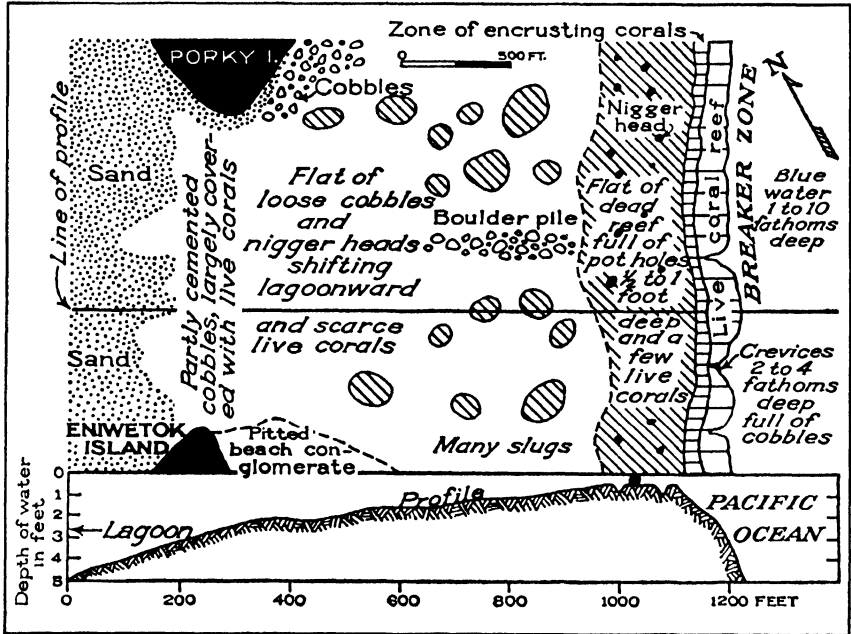 Zone of encrusting corals
PORKY I.
0 500 FT.
Cobbles
N
Line of profile
Sand
Partly cemented
cobbles, largely cover-
ed with live corals
Flat of
loose cobbles
and
nigger heads
shifting
lagoonward
and scarce
live corals
Boulder pile
Nigger
head
Flat of
dead
reef
full of
pot holes
½ to 1
foot
deep
and a
few
live
corals
Live coral reef
BREAKER ZONE
Blue
water
1 to 10
fathoms
deep
Crevices
2 to 4
fathoms
deep
full of
cobbles
Sand
ENIWETOK
ISLAND
Pitted
beach con-
glomerate
Many slugs
Depth of water
in feet
0
1
2
3
4
5
Lagoon
Profile
PACIFIC
OCEAN
0 200 400 600 800 1000 1200 FEET